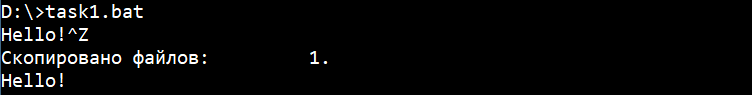 D:\>task1.bat
Hello!^Z
Скопировано файлов:         1.
Hello!